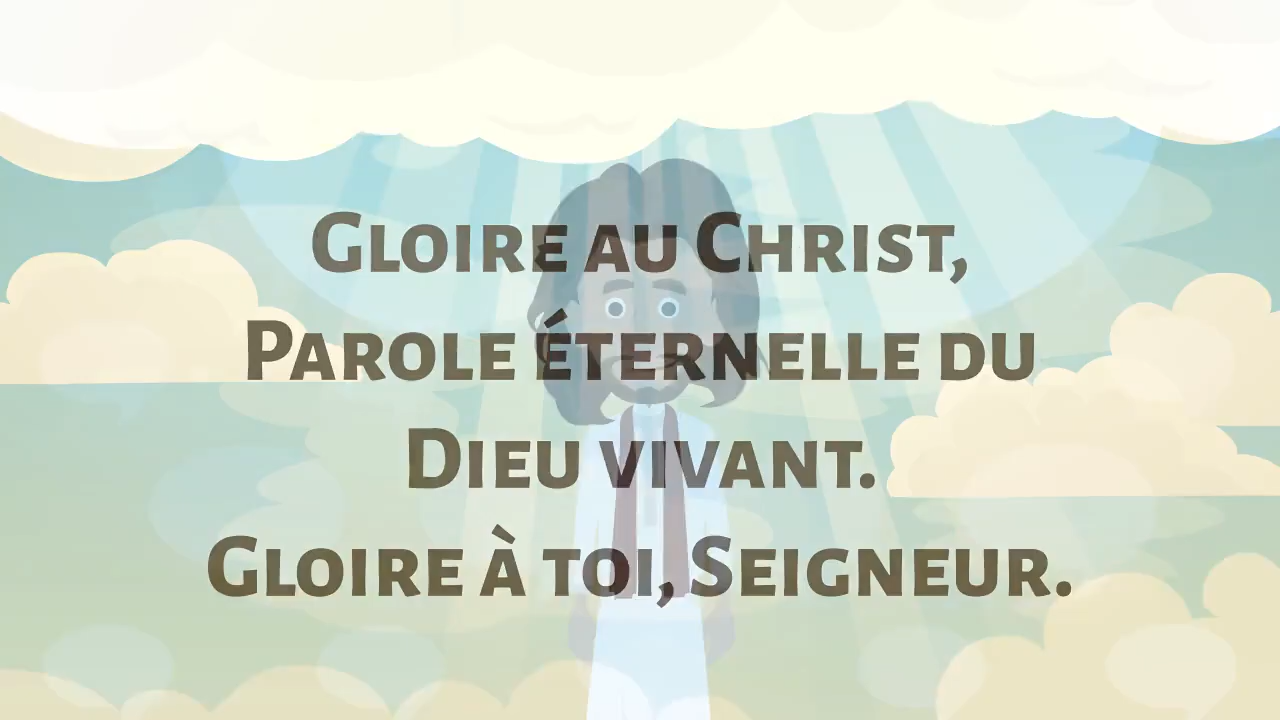 Gloire au Christ,
Parole éternelle du
Dieu vivant.
Gloire à toi, Seigneur.